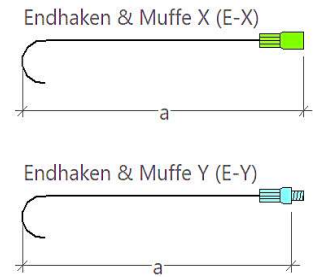 Endhaken & Muffe X (E-X)
a
Endhaken & Muffe Y (E-Y)
a